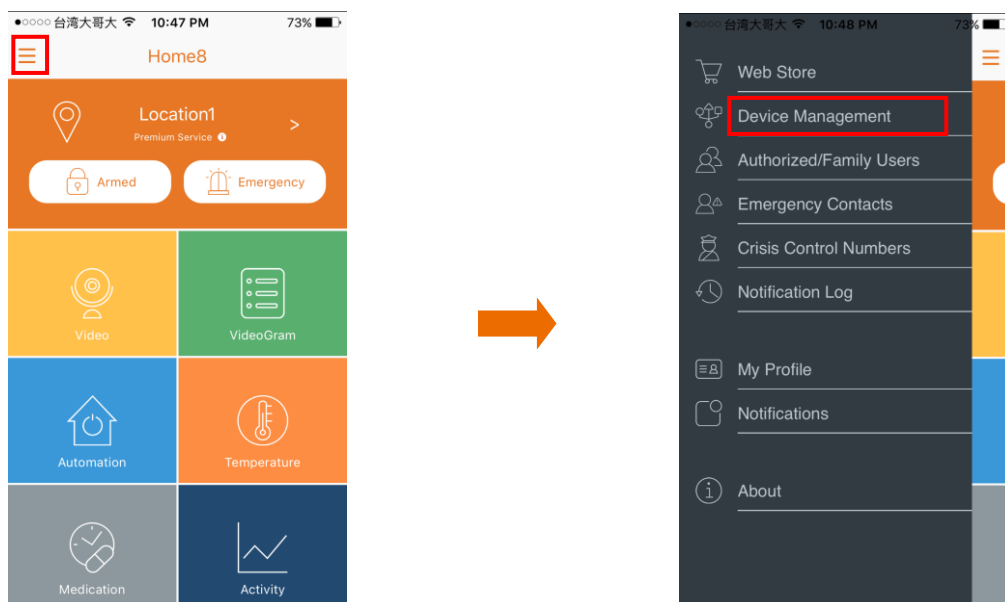 台湾大哥大 10:47 PM 73%
Home8
Location1 >
Premium Service
Armed Emergency
Video VideoGram
Automation Temperature
Medication Activity
台湾大哥大 10:48 PM 73%
Web Store
Device Management
Authorized/Family Users
Emergency Contacts
Crisis Control Numbers
Notification Log
My Profile
Notifications
About